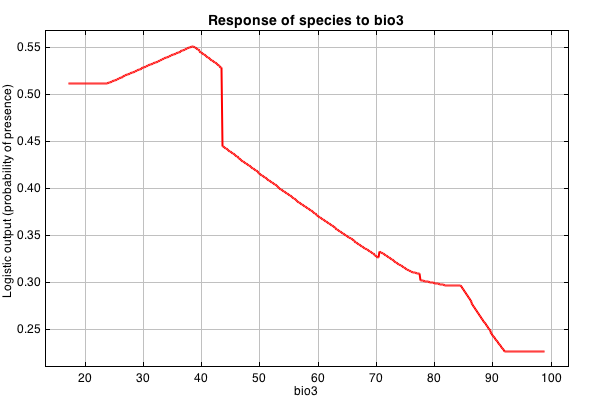 Response of species to bio3
Logistic output (probability of presence)
0.55
0.50
0.45
0.40
0.35
0.30
0.25
20 30 40 50 60 70 80 90 100
bio3